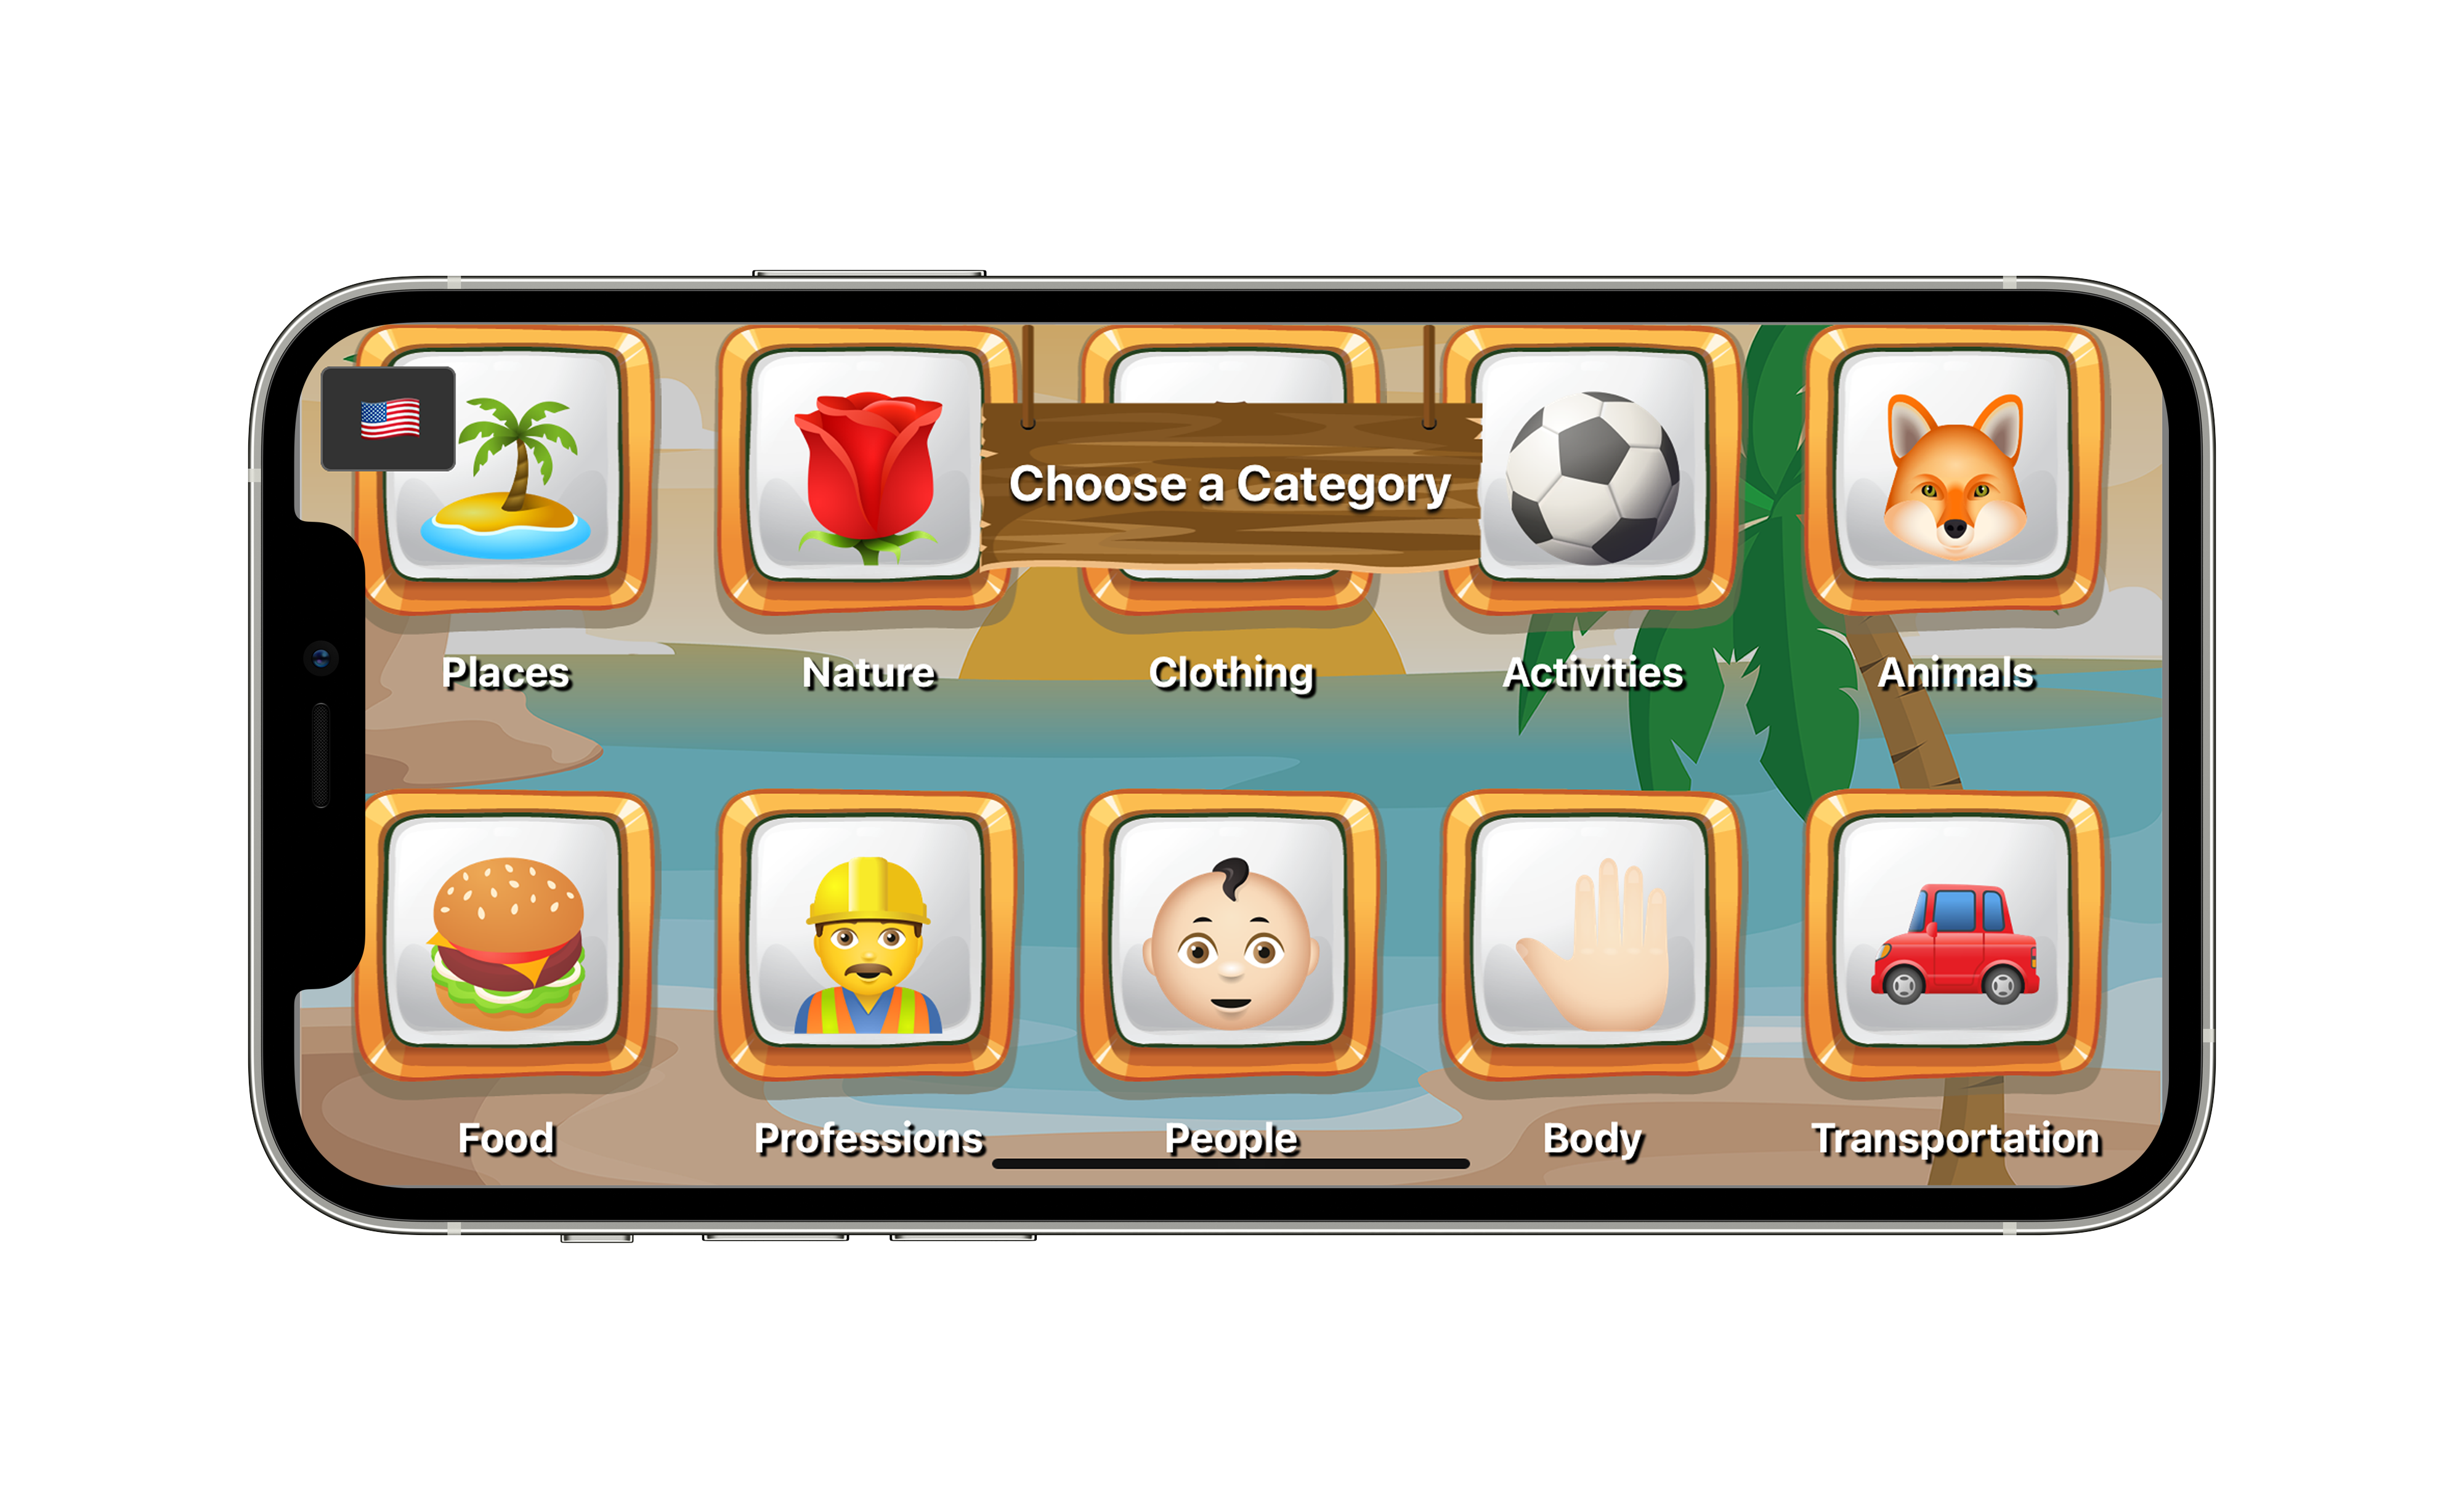 Choose a Category
Places
Nature
Clothing
Activities
Animals
Food
Professions
People
Body
Transportation